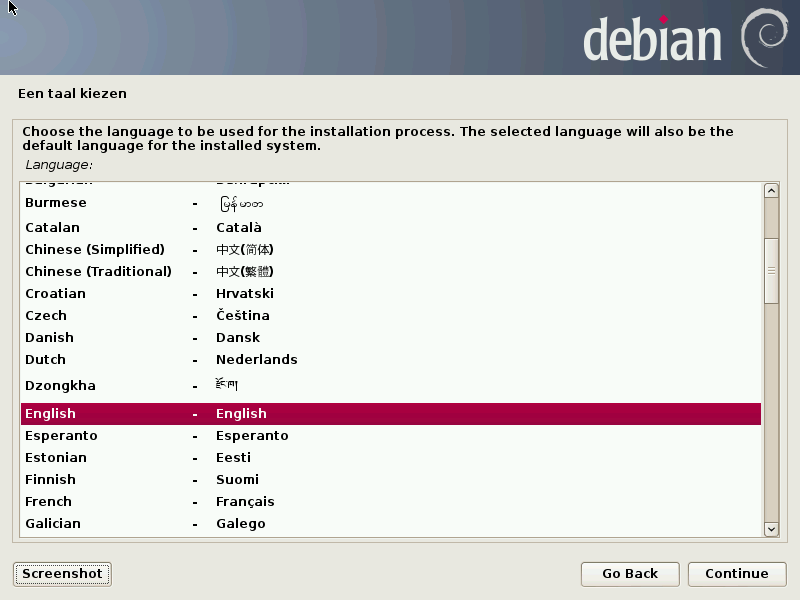 debian
Een taal kiezen
Choose the language to be used for the installation process. The selected language will also be the
default language for the installed system.
Language:
Burmese - မြန်မာစာ
Catalan - Català
Chinese (Simplified) - 中文(简体)
Chinese (Traditional) - 中文(繁體)
Croatian - Hrvatski
Czech - Čeština
Danish - Dansk
Dutch - Nederlands
Dzongkha - རྫོང་ཁ།
English - English
Esperanto - Esperanto
Estonian - Eesti
Finnish - Suomi
French - Français
Galician - Galego
Screenshot Go Back Continue